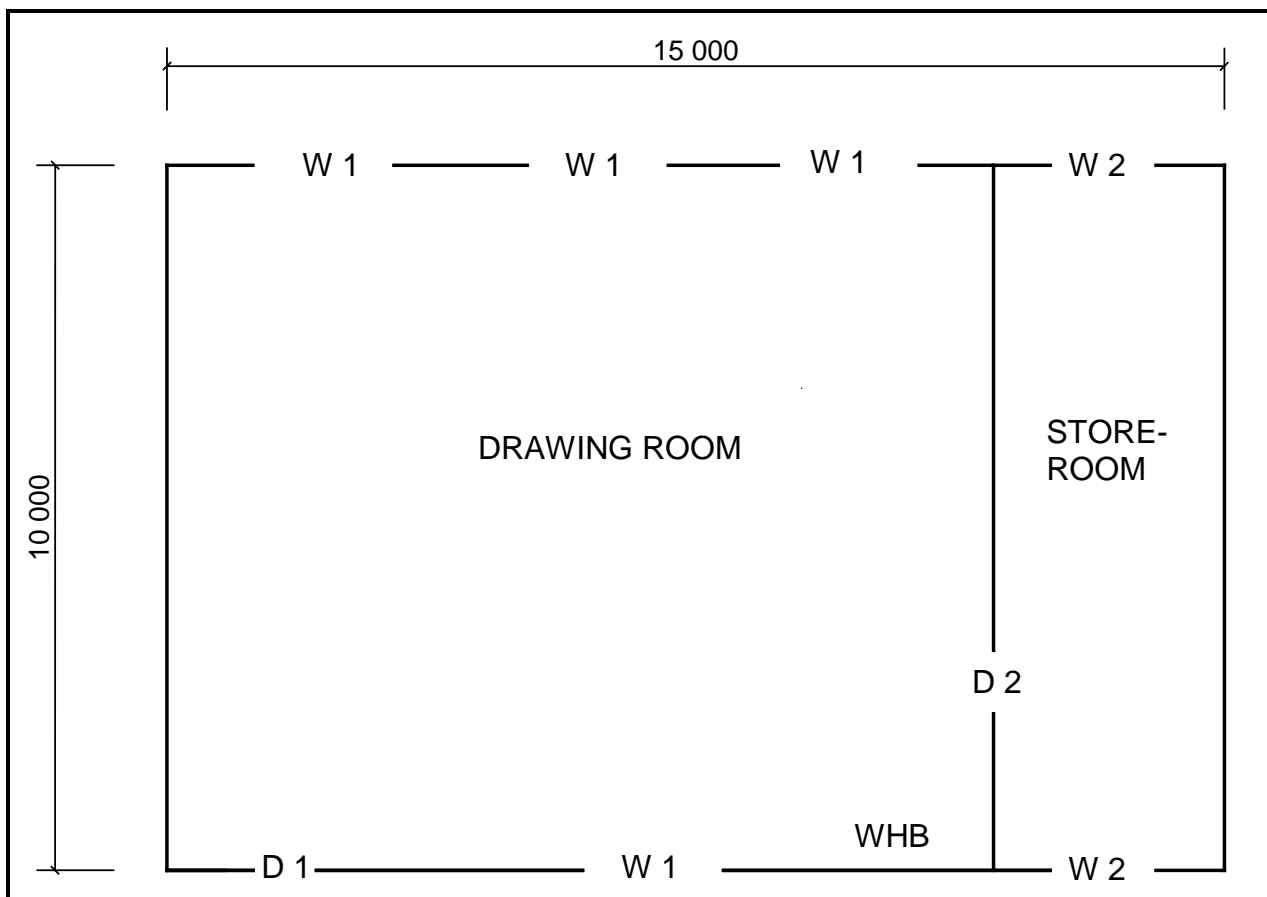 15 000
W 1
W 1
W 1
W 2
10 000
DRAWING ROOM
STORE-
ROOM
D 2
WHB
D 1
W 1
W 2